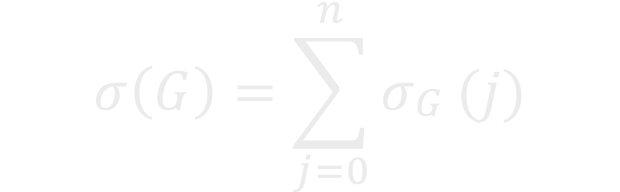 σ(G) = ∑_{j=0}^{n} σ_G (j)